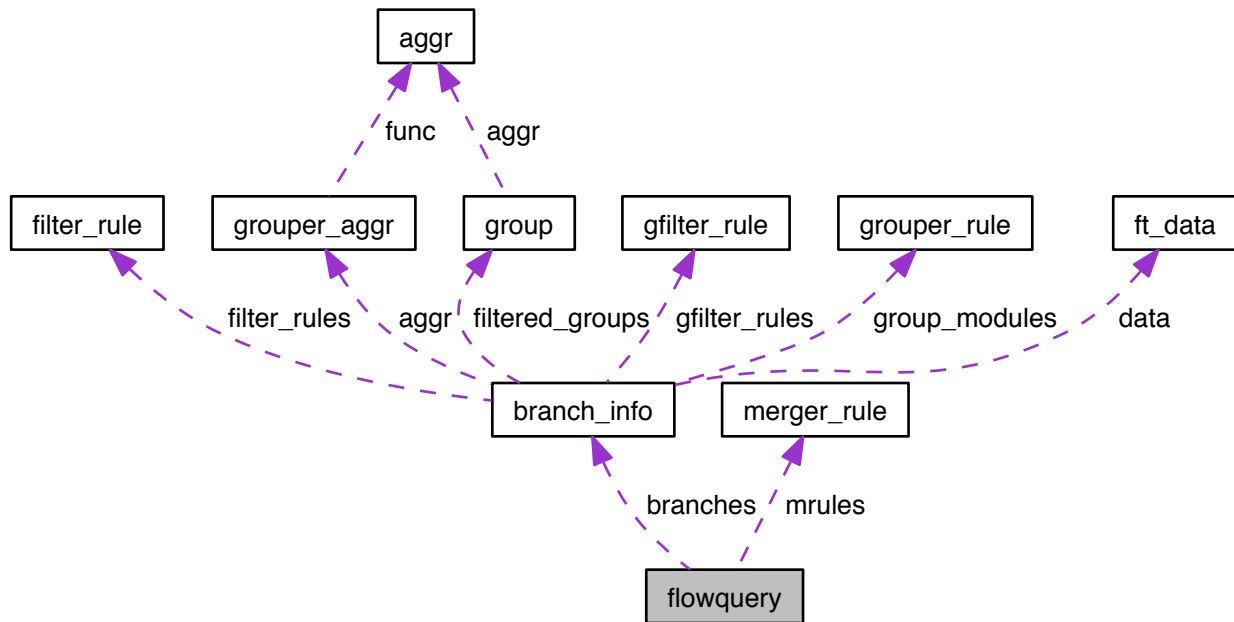 aggr
func aggr
filter_rule grouper_aggr group gfilter_rule grouper_rule ft_data
filter_rules aggr filtered_groups gfilter_rules group_modules data
branch_info merger_rule
branches mrules
flowquery